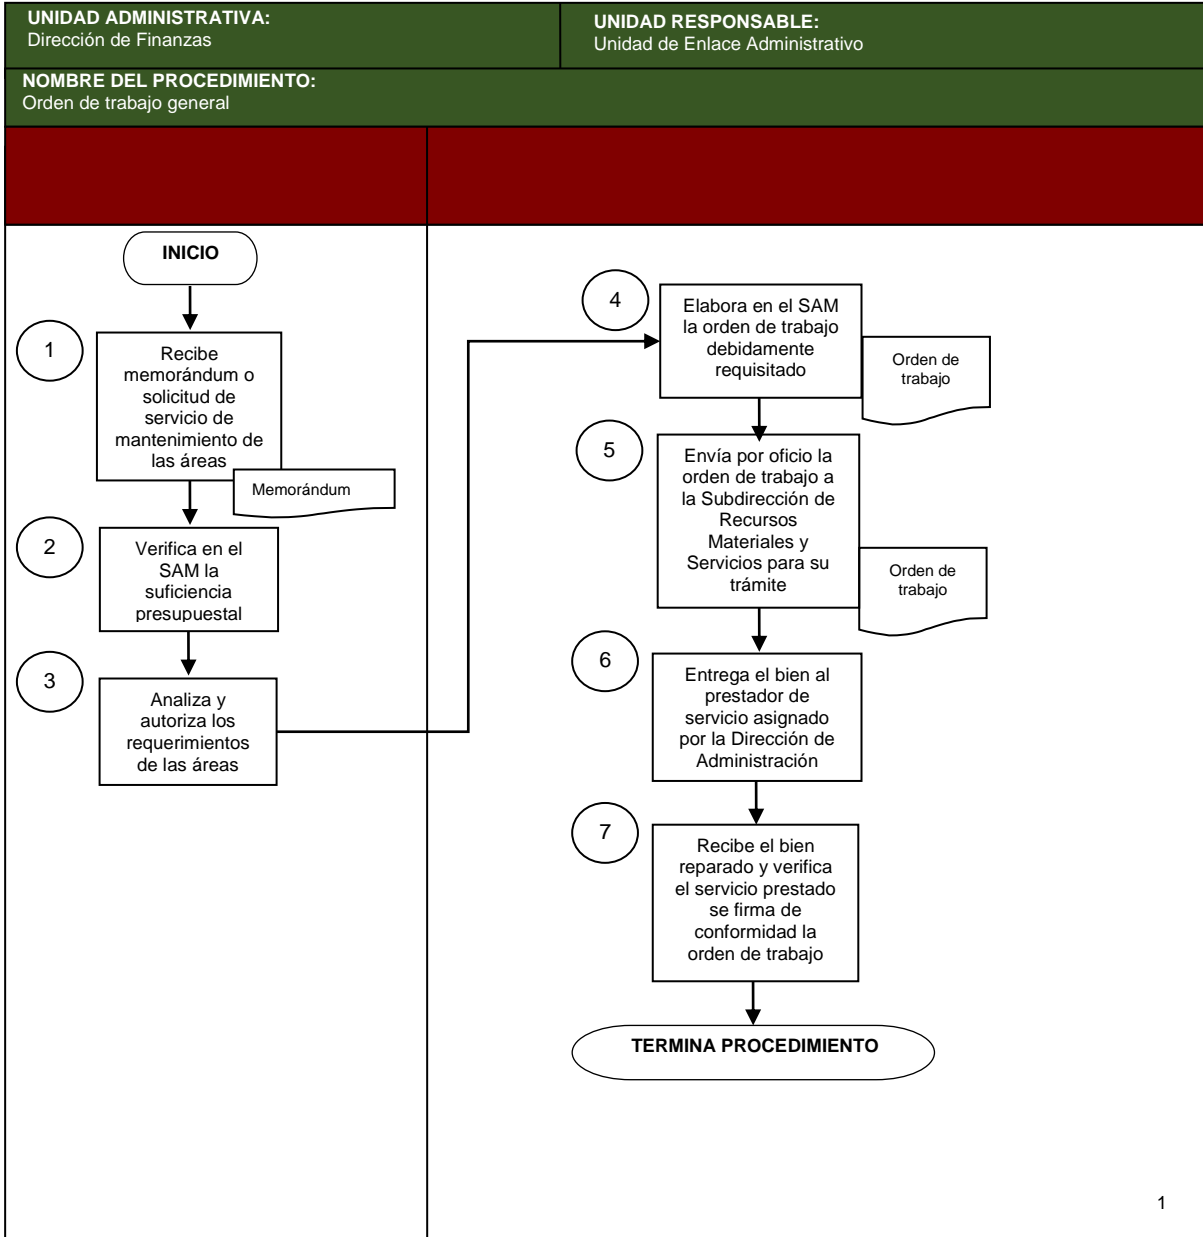 UNIDAD ADMINISTRATIVA:
Dirección de Finanzas
UNIDAD RESPONSABLE:
Unidad de Enlace Administrativo
NOMBRE DEL PROCEDIMIENTO:
Orden de trabajo general
INICIO
1
Recibe
memorándum o
solicitud de
servicio de
mantenimiento de
las áreas
Memorándum
2
Verifica en el
SAM la
suficiencia
presupuestal
3
Analiza y
autoriza los
requerimientos
de las áreas
4
Elabora en el SAM
la orden de trabajo
debidamente
requisitado
Orden de
trabajo
5
Envía por oficio la
orden de trabajo a
la Subdirección de
Recursos
Materiales y
Servicios para su
trámite
Orden de
trabajo
6
Entrega el bien al
prestador de
servicio asignado
por la Dirección de
Administración
7
Recibe el bien
reparado y verifica
el servicio prestado
se firma de
conformidad la
orden de trabajo
TERMINA PROCEDIMIENTO
1